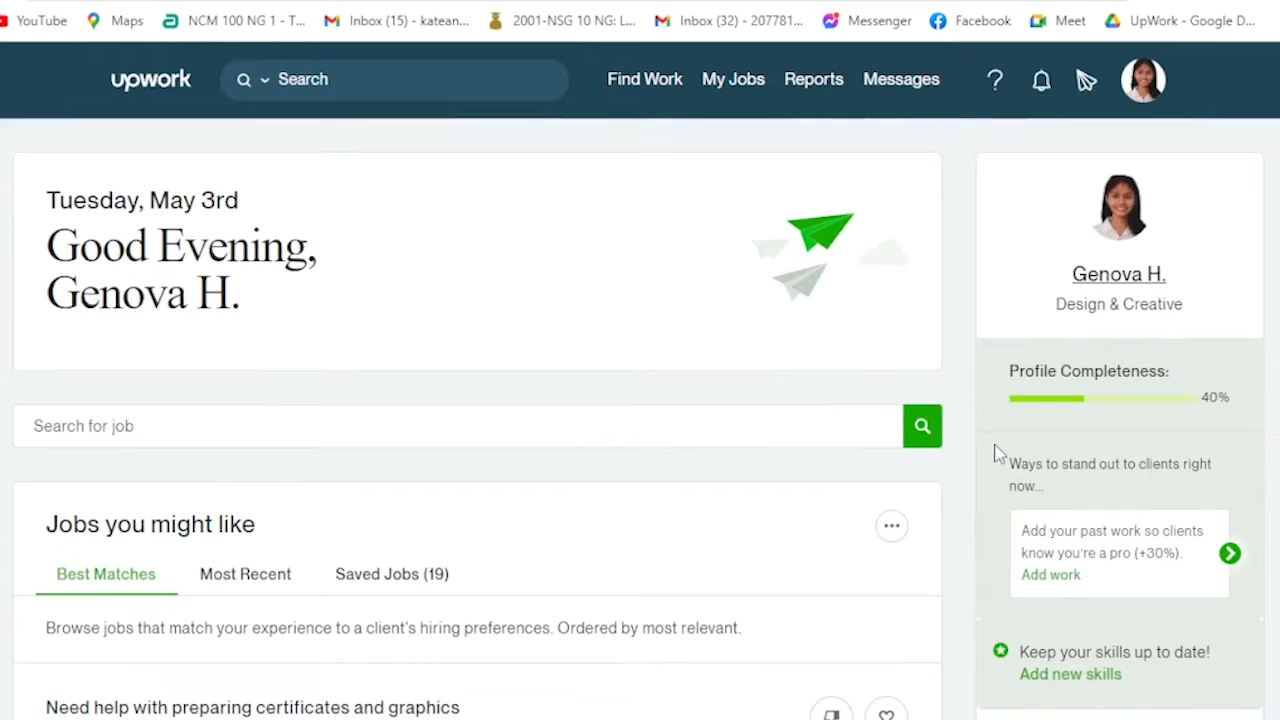 YouTube Maps NCM 100 NG 1 - T... Inbox (15) - katean... 2001-NSG 10 NG: L... Inbox (32) - 207781... Messenger Facebook Meet UpWork - Google D...
upwork Search Find Work My Jobs Reports Messages
Tuesday, May 3rd
Good Evening,
Genova H.
Search for job
Jobs you might like
Best Matches Most Recent Saved Jobs (19)
Browse jobs that match your experience to a client's hiring preferences. Ordered by most relevant.
Need help with preparing certificates and graphics
Genova H.
Design & Creative
Profile Completeness:
40%
Ways to stand out to clients right
now...
Add your past work so clients
know you're a pro (+30%).
Add work
Keep your skills up to date!
Add new skills